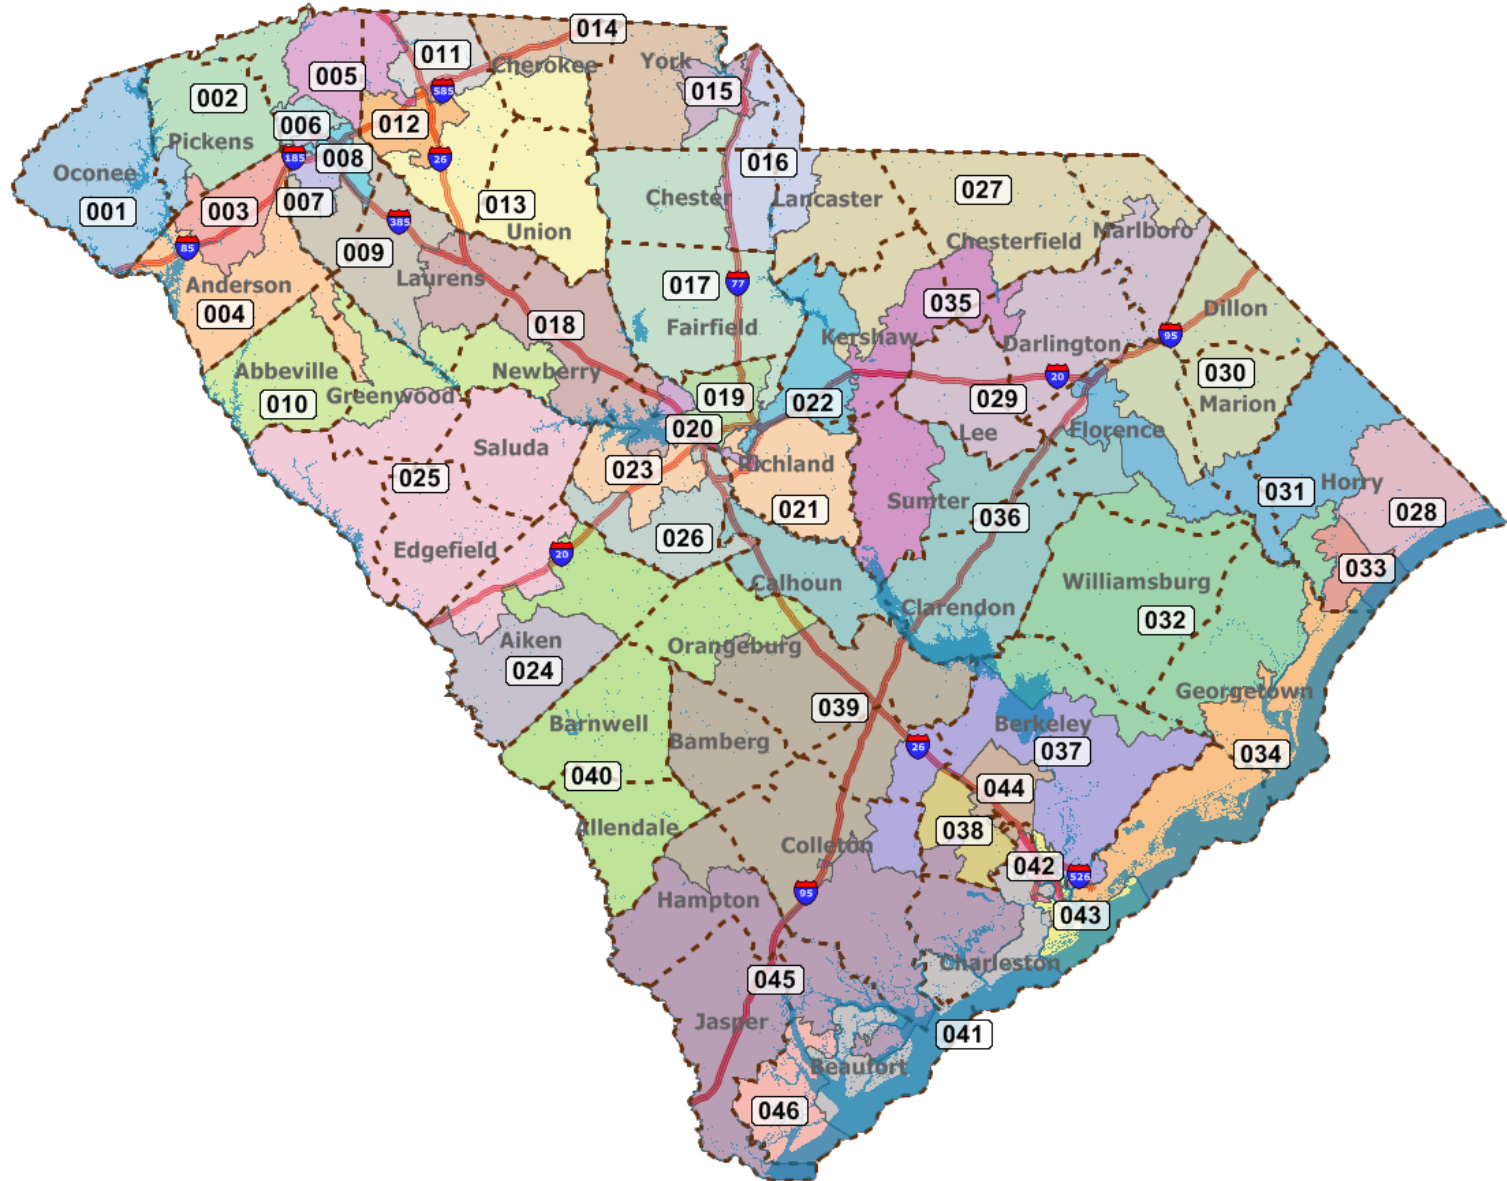 014
011
Cherokee
York
005
002
585
015
006
012
Pickens
185
008
26
016
Oconee
027
001
003
007
385
013
Chester
Lancaster
Union
009
Chesterfield
Marlboro
85
Laurens
Anderson
017
77
035
Dillon
004
018
Fairfield
Kershaw
Darlington
95
Abbeville
Newberry
20
030
Greenwood
019
022
029
Marion
010
020
Lee
Florence
Saluda
023
Richland
025
Sumter
031
Horry
021
036
028
026
Edgefield
20
033
Calhoun
Williamsburg
Clarendon
032
Aiken
Orangeburg
024
Georgetown
039
Barnwell
Bamberg
26
Berkeley
037
034
040
044
Allendale
038
Colleton
042
526
Hampton
95
043
Charleston
045
Jasper
041
Beaufort
046